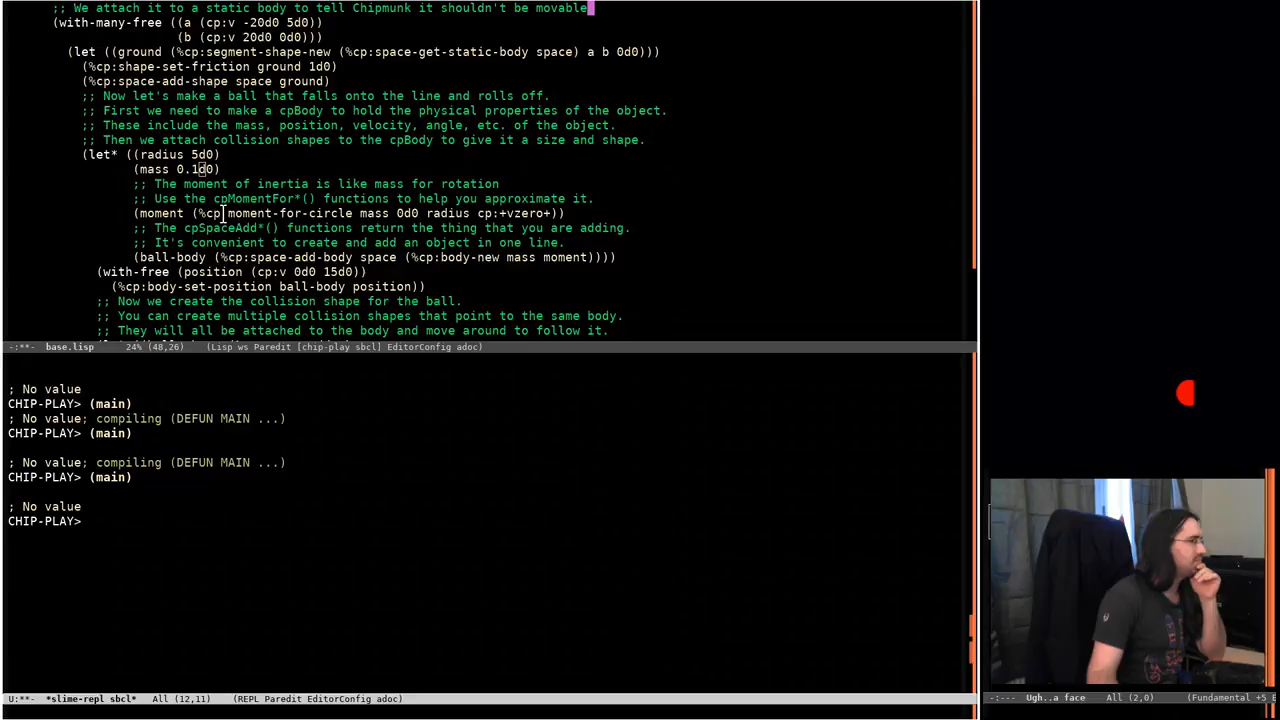 ;; We attach it to a static body to tell Chipmunk it shouldn't be movable
(with-many-free ((a (cp:v -20d0 5d0))
(b (cp:v 20d0 0d0)))
(let ((ground (%cp:segment-shape-new (%cp:space-get-static-body space) a b 0d0)))
(%cp:shape-set-friction ground 1d0)
(%cp:space-add-shape space ground)
;; Now let's make a ball that falls onto the line and rolls off.
;; First we need to make a cpBody to hold the physical properties of the object.
;; These include the mass, position, velocity, angle, etc. of the object.
;; Then we attach collision shapes to the cpBody to give it a size and shape.
(let* ((radius 5d0)
(mass 0.1d0)
;; The moment of inertia is like mass for rotation
;; Use the cpMomentFor*() functions to help you approximate it.
(moment (%cp:moment-for-circle mass 0d0 radius cp:+vzero+))
;; The cpSpaceAdd*() functions return the thing that you are adding.
;; It's convenient to create and add an object in one line.
(ball-body (%cp:space-add-body space (%cp:body-new mass moment))))
(with-free (position (cp:v 0d0 15d0))
(%cp:body-set-position ball-body position))
;; Now we create the collision shape for the ball.
;; You can create multiple collision shapes that point to the same body.
;; They will all be attached to the body and move around to follow it.
-:**- base.lisp 24% (48,26) (Lisp ws Paredit [chip-play sbcl] EditorConfig adoc)
; No value
CHIP-PLAY> (main)
; No value; compiling (DEFUN MAIN ...)
CHIP-PLAY> (main)
; No value; compiling (DEFUN MAIN ...)
CHIP-PLAY> (main)
; No value
CHIP-PLAY>
U:**- *slime-repl sbcl* All (12,11) (REPL Paredit EditorConfig adoc)
-:--- Ugh..a face All (2,0) (Fundamental +5 E